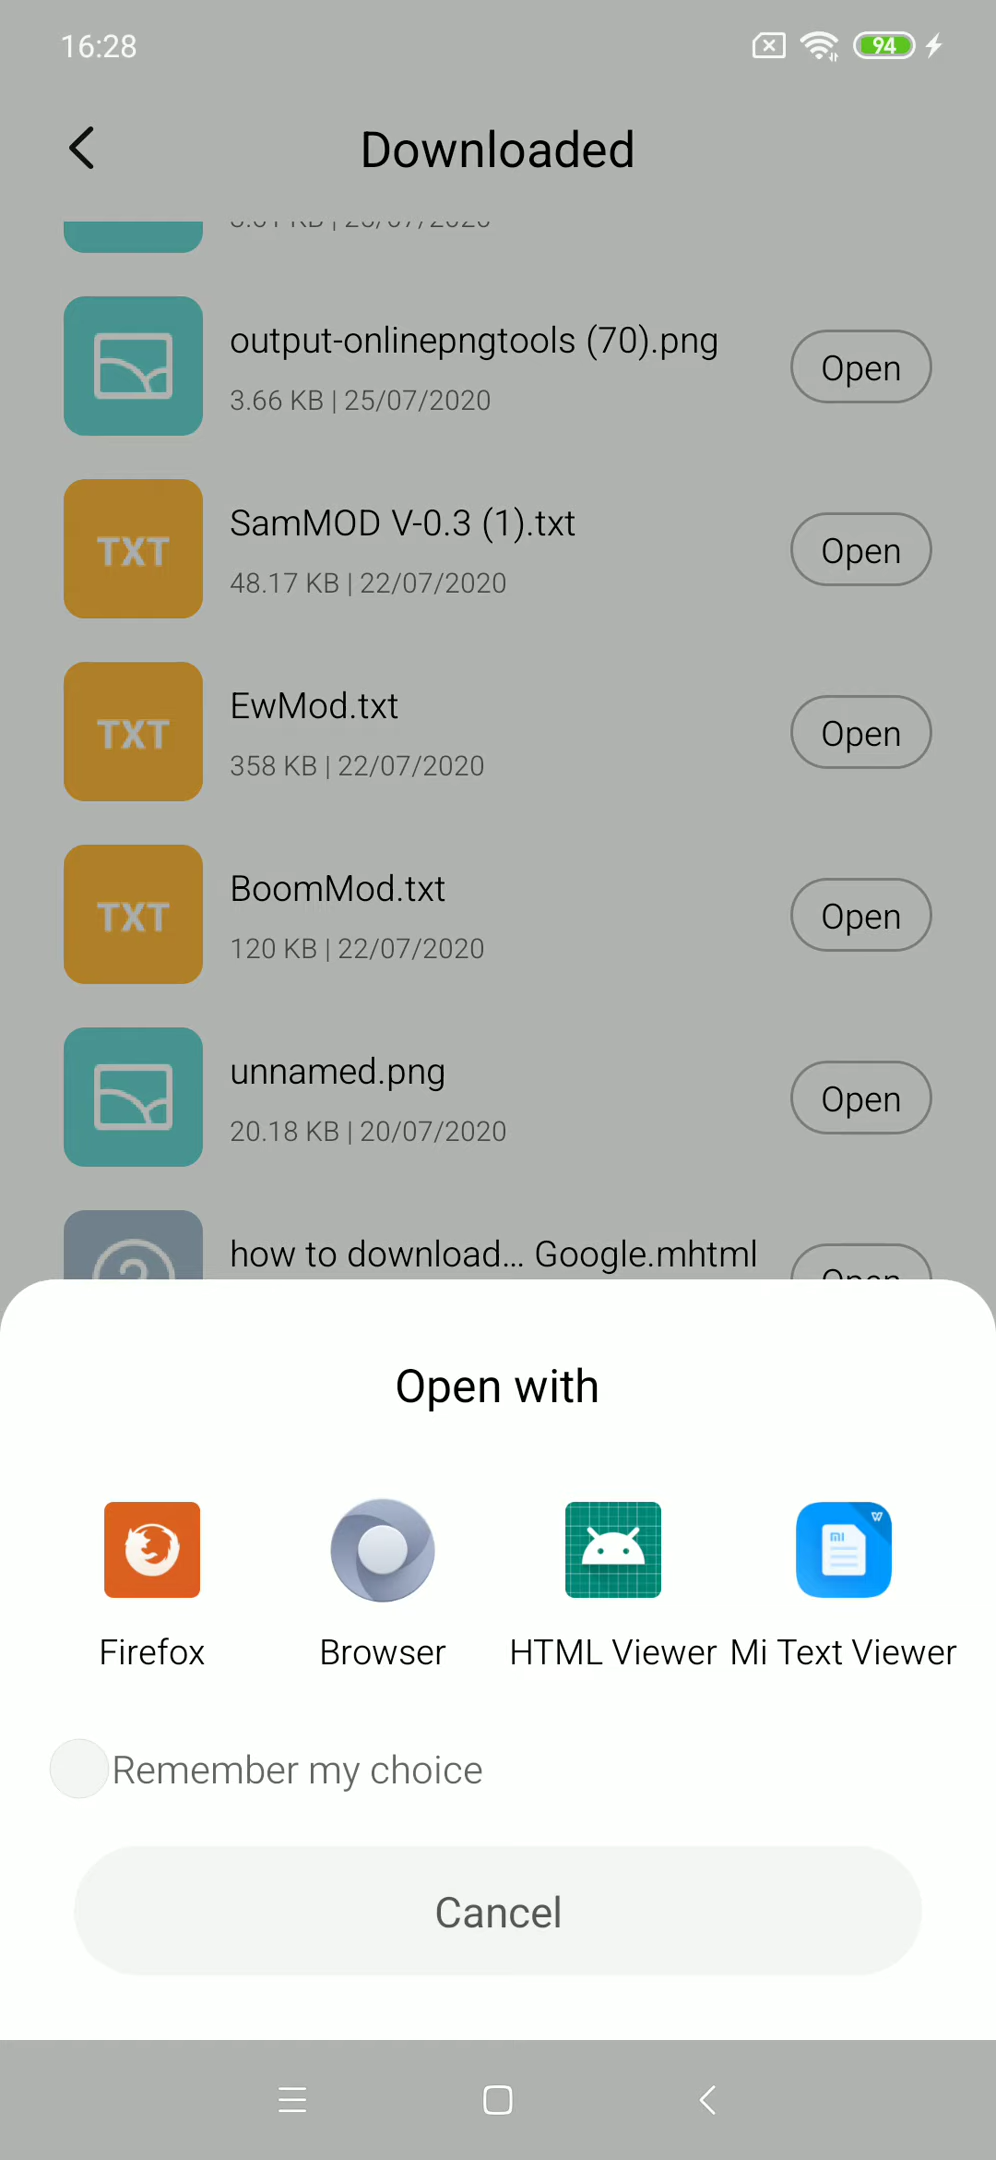 16:28
94
Downloaded
output-onlinepngtools (70).png
3.66 KB | 25/07/2020
Open
TXT
SamMOD V-0.3 (1).txt
48.17 KB | 22/07/2020
Open
TXT
EwMod.txt
358 KB | 22/07/2020
Open
TXT
BoomMod.txt
120 KB | 22/07/2020
Open
unnamed.png
20.18 KB | 20/07/2020
Open
how to download... Google.mhtml
Open
Open with
Firefox
Browser
HTML Viewer
Mi Text Viewer
Remember my choice
Cancel